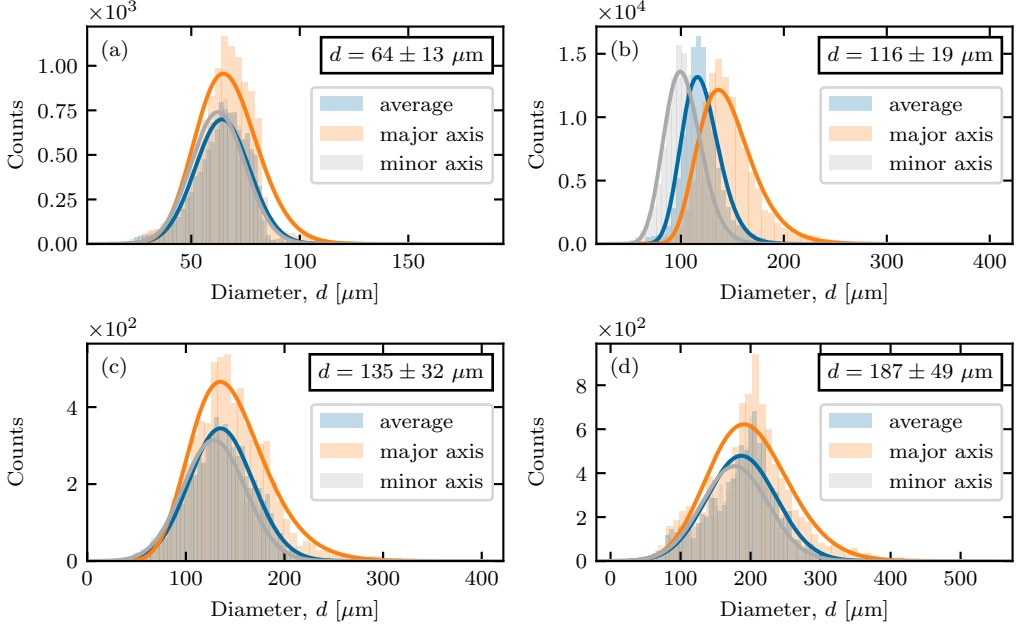 ×10³
(a)
d = 64 ± 13 μm
average
major axis
minor axis
1.00
0.75
0.50
0.25
0.00
Counts
50
100
150
Diameter, d [μm]
×10⁴
(b)
d = 116 ± 19 μm
average
major axis
minor axis
1.5
1.0
0.5
0.0
Counts
100
200
300
400
Diameter, d [μm]
×10²
(c)
d = 135 ± 32 μm
average
major axis
minor axis
4
2
0
Counts
0
100
200
300
400
Diameter, d [μm]
×10²
(d)
d = 187 ± 49 μm
average
major axis
minor axis
8
6
4
2
0
Counts
0
100
200
300
400
500
Diameter, d [μm]